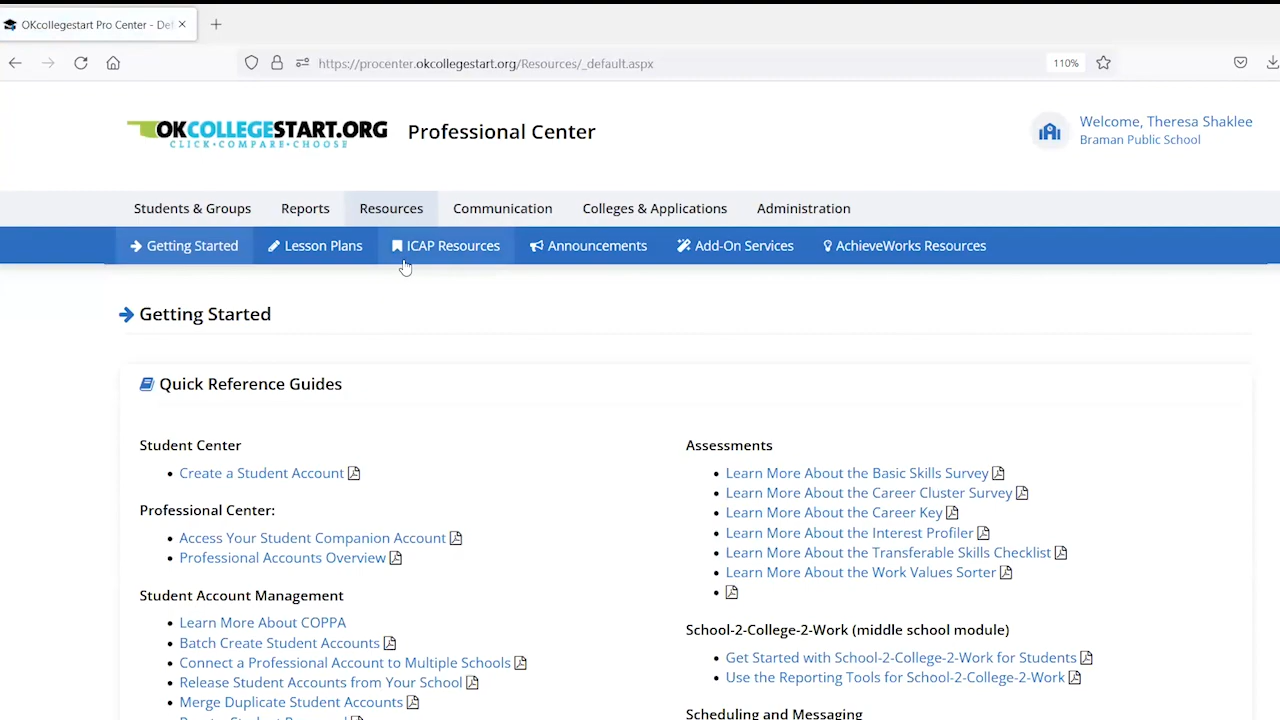 OKcollegestart Pro Center - De
https://procenter.okcollegestart.org/Resources/_default.aspx
110%
OKCOLLEGESTART.ORG
CLICK•COMPARE•CHOOSE
Professional Center
Welcome, Theresa Shaklee
Braman Public School
Students & Groups Reports Resources Communication Colleges & Applications Administration
Getting Started Lesson Plans ICAP Resources Announcements Add-On Services AchieveWorks Resources
Getting Started
Quick Reference Guides
Student Center
• Create a Student Account
Professional Center:
• Access Your Student Companion Account
• Professional Accounts Overview
Student Account Management
• Learn More About COPPA
• Batch Create Student Accounts
• Connect a Professional Account to Multiple Schools
• Release Student Accounts from Your School
• Merge Duplicate Student Accounts
Assessments
• Learn More About the Basic Skills Survey
• Learn More About the Career Cluster Survey
• Learn More About the Career Key
• Learn More About the Interest Profiler
• Learn More About the Transferable Skills Checklist
• Learn More About the Work Values Sorter
School-2-College-2-Work (middle school module)
• Get Started with School-2-College-2-Work for Students
• Use the Reporting Tools for School-2-College-2-Work
Scheduling and Messaging